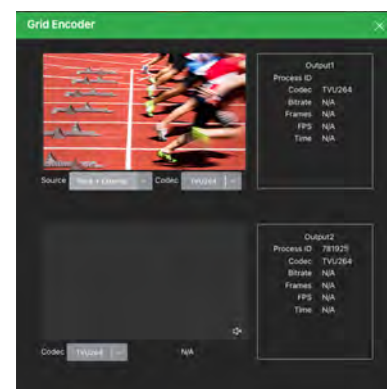 Grid Encoder
Output1
Process ID
Codec TVU264
Bitrate N/A
Frames N/A
FPS N/A
Time N/A
Source Codec TVU264
Output2
Process ID 781925
Codec TVU264
Bitrate N/A
Frames N/A
FPS N/A
Time N/A
Codec TVU264 N/A